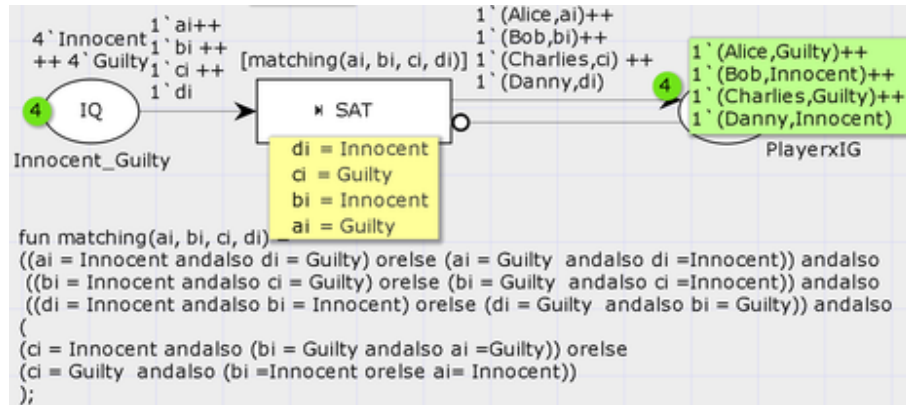 4`Innocent
++ 4`Guilty
1`ai++
1`bi ++
1`ci ++
1`di
[matching(ai, bi, ci, di)]
1`(Alice,ai)++
1`(Bob,bi)++
1`(Charlies,ci) ++
1`(Danny,di)
4
IQ
Innocent_Guilty
SAT
di = Innocent
ci = Guilty
bi = Innocent
ai = Guilty
4
1`(Alice,Guilty)++
1`(Bob,Innocent)++
1`(Charlies,Guilty)++
1`(Danny,Innocent)
PlayerxIG
fun matching(ai, bi, ci, di) =
((ai = Innocent andalso di = Guilty) orelse (ai = Guilty andalso di =Innocent)) andalso
((bi = Innocent andalso ci = Guilty) orelse (bi = Guilty andalso ci =Innocent)) andalso
((di = Innocent andalso bi = Innocent) orelse (di = Guilty andalso bi = Guilty)) andalso
(
(ci = Innocent andalso (bi = Guilty andalso ai =Guilty)) orelse
(ci = Guilty andalso (bi =Innocent orelse ai= Innocent))
);